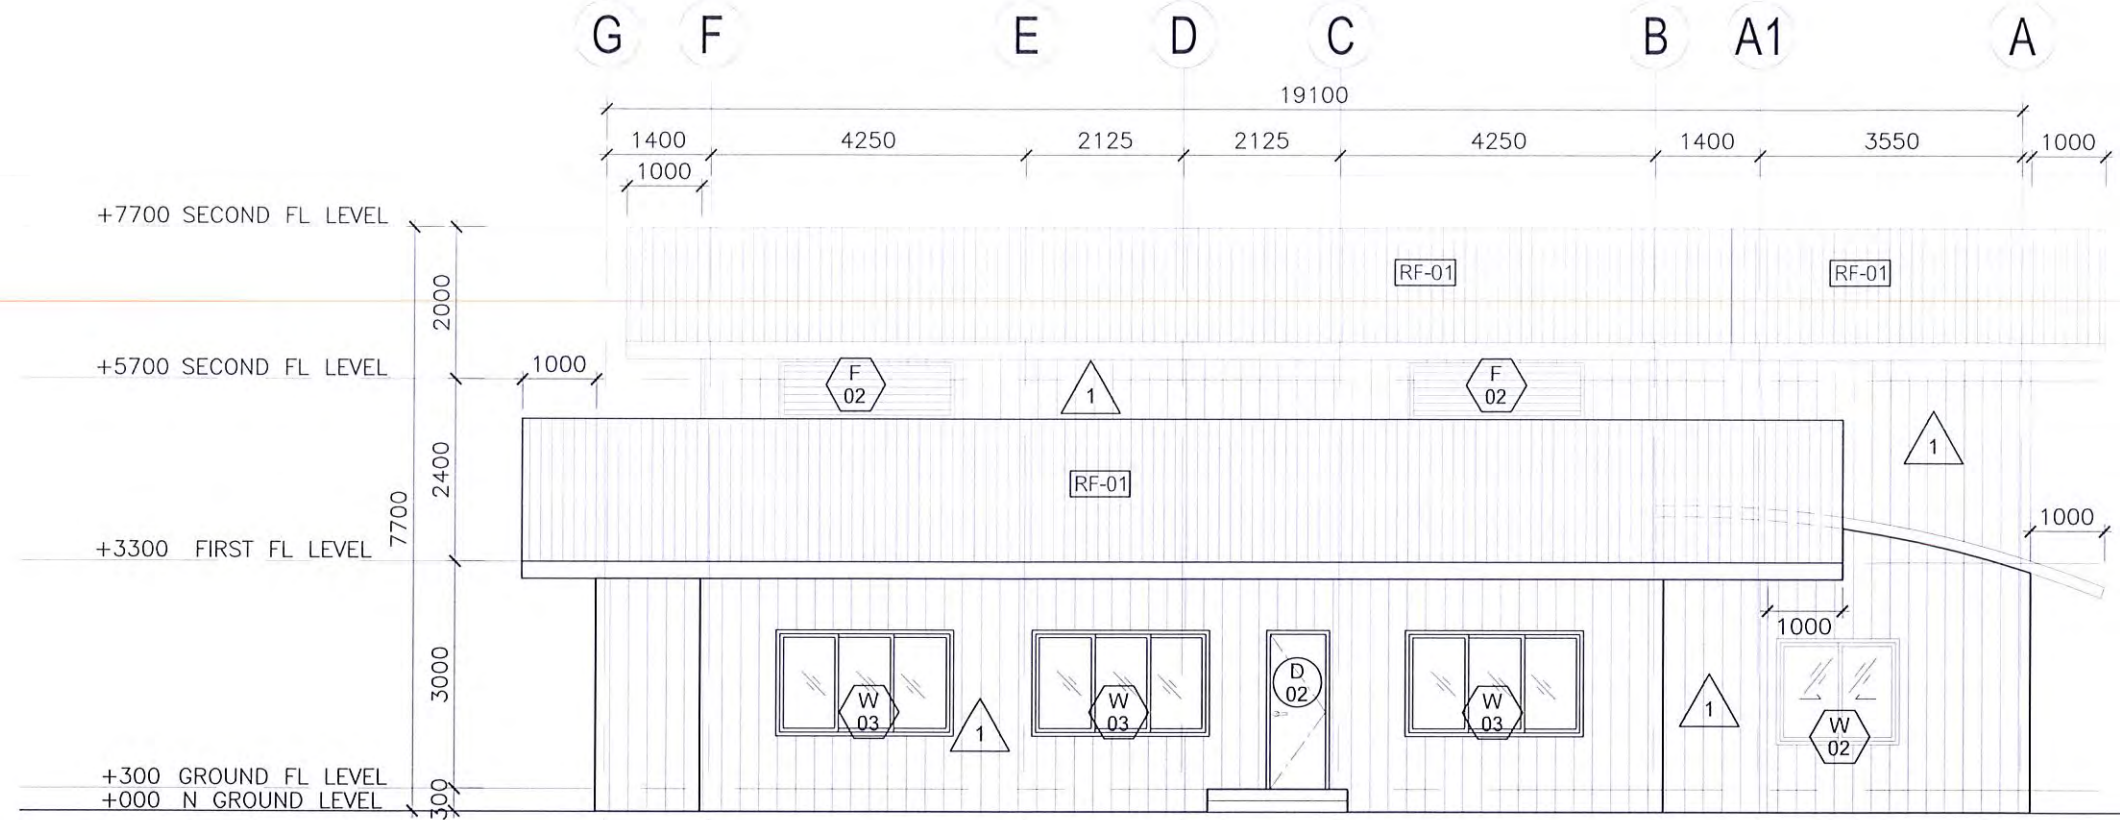 G F E D C B A1 A
19100
1400 4250 2125 2125 4250 1400 3550 1000
1000
+7700 SECOND FL LEVEL
RF-01 RF-01
2000
+5700 SECOND FL LEVEL
1000
F
02
1
F
02
1
2400
RF-01
7700
1000
+3300 FIRST FL LEVEL
1000
3000
W
03
1
W
03
D
02
W
03
1
W
02
+300 GROUND FL LEVEL
+000 N GROUND LEVEL
300